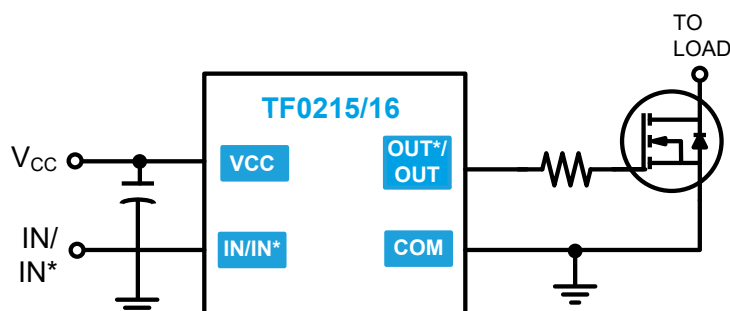 TO
LOAD
TF0215/16
VCC
VCC
OUT*/
OUT
IN/
IN*
IN/IN*
COM